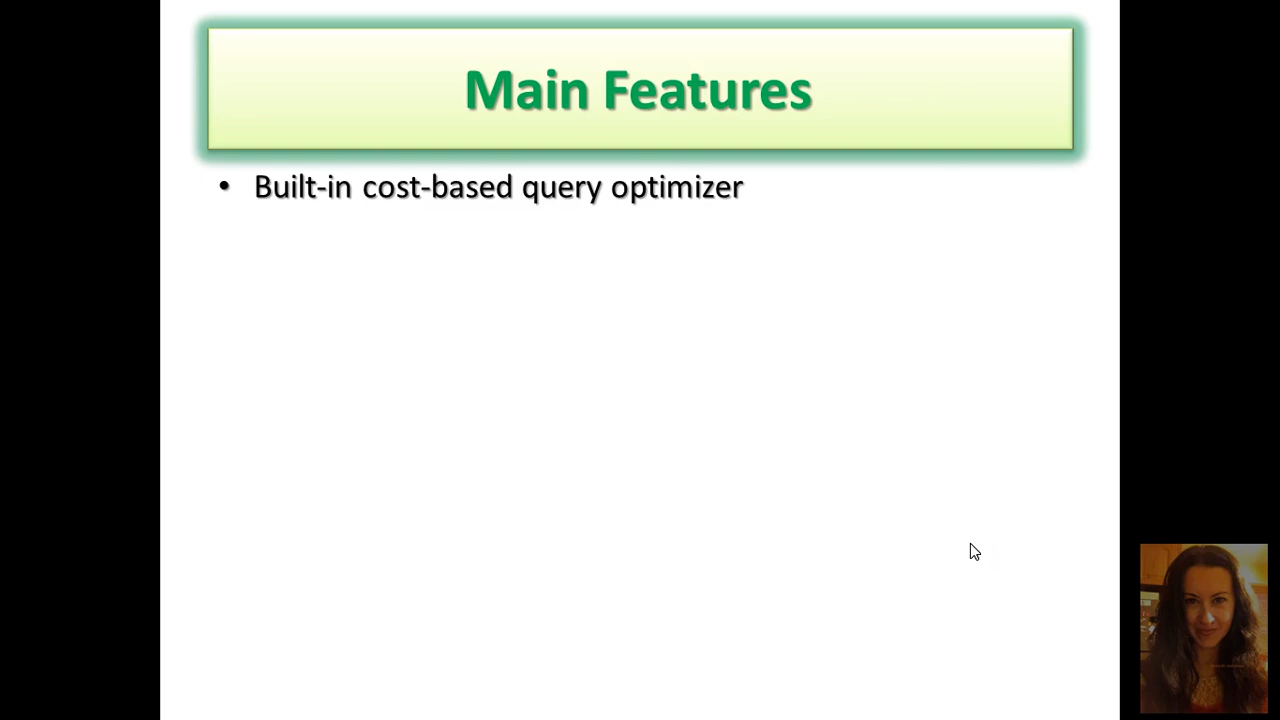 Main Features
• Built-in cost-based query optimizer